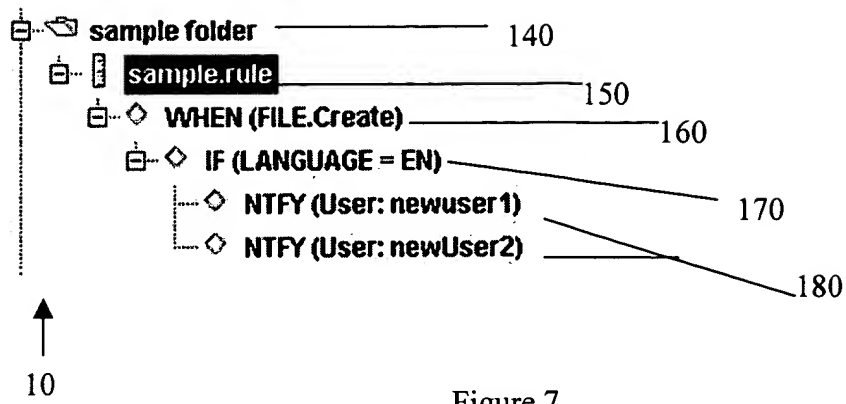 sample folder 140
sample.rule 150
WHEN (FILE.Create) 160
IF (LANGUAGE = EN) 170
NTFY (User: newuser1)
NTFY (User: newUser2) 180
10
Figure 7